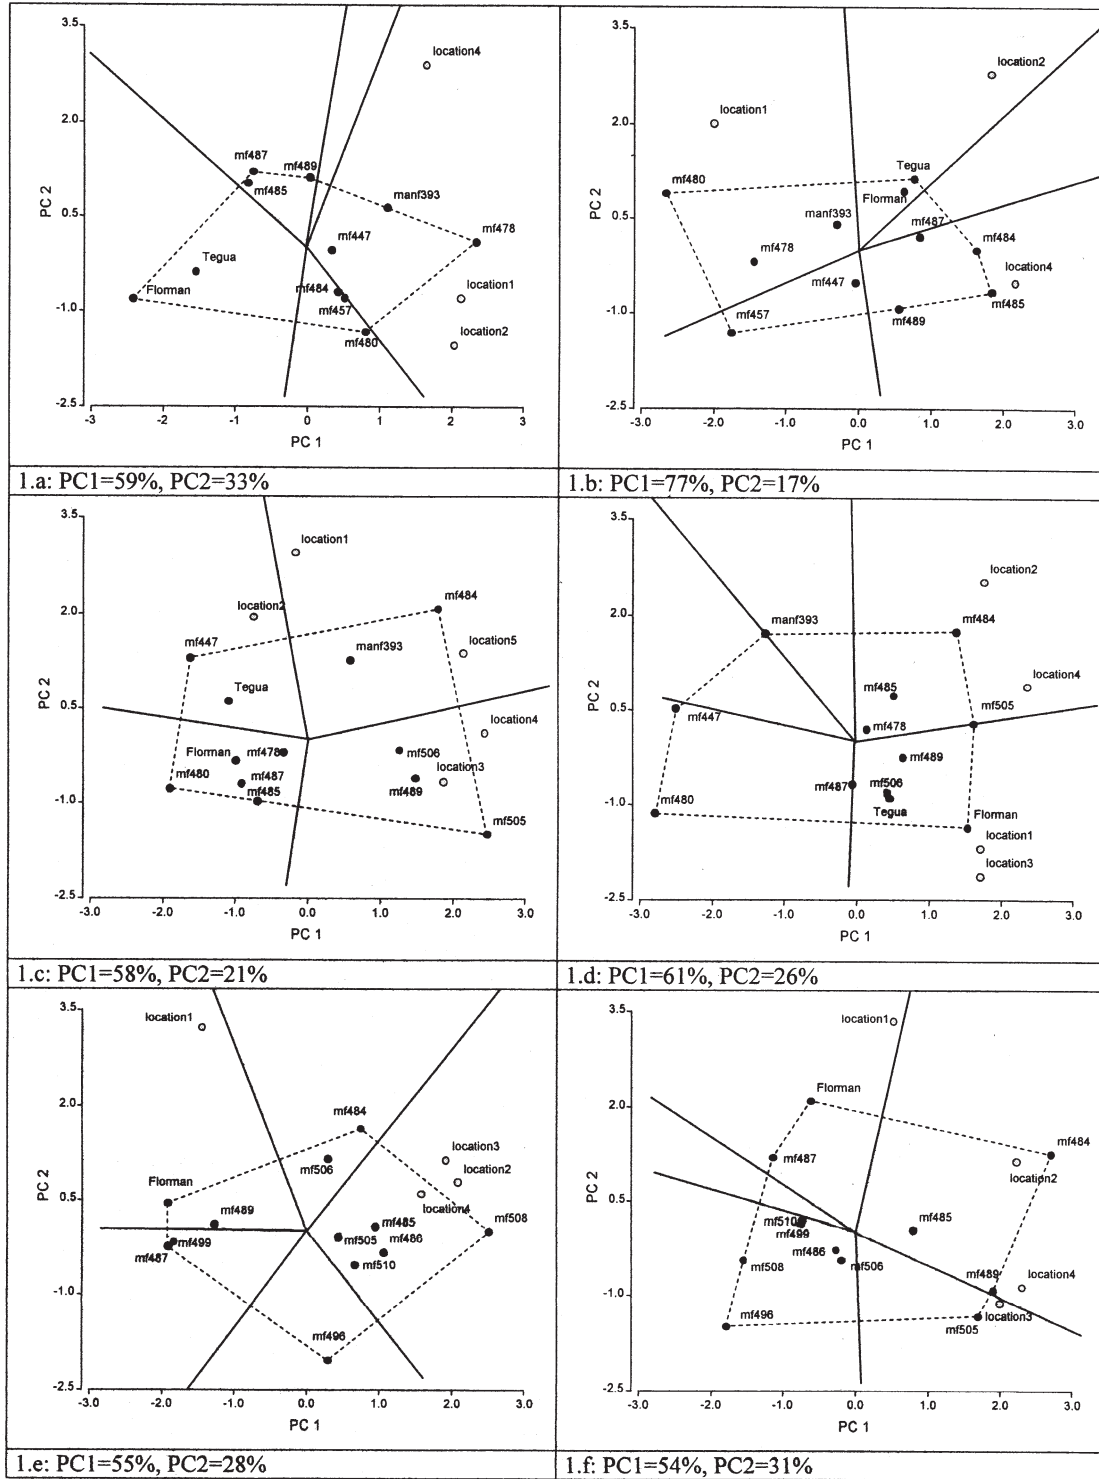 3.5
location4
2.0
mf487
mf489
mf485
manf393
PC 2
0.5
mf447
mf478
Tegua
Florman
mf484
location1
mf457
-1.0
mf480
location2
-2.5
-3 -2 -1 0 1 2 3
PC 1
1.a: PC1=59%, PC2=33%
3.5
location2
location1
2.0
Tegua
mf480
Florman
manf393
PC 2
0.5
mf487
mf478
mf484
mf447
location4
mf457
mf485
-1.0
mf489
-2.5
-3.0 -2.0 -1.0 0.0 1.0 2.0 3.0
PC 1
1.b: PC1=77%, PC2=17%
3.5
location1
location2
2.0
mf484
mf447
manf393
location5
Tegua
PC 2
0.5
location4
Florman mf478
mf506
mf480
mf487
location3
mf485
mf489
-1.0
mf505
-2.5
-3.0 -2.0 -1.0 0.0 1.0 2.0 3.0
PC 1
1.c: PC1=58%, PC2=21%
3.5
location2
2.0
manf393
mf484
mf485
location4
PC 2
mf447
mf505
0.5
mf478
mf489
mf487
mf506
mf480
-1.0
Tegua
Florman
location1
location3
-2.5
-3.0 -2.0 -1.0 0.0 1.0 2.0 3.0
PC 1
1.d: PC1=61%, PC2=26%
3.5
location1
2.0
mf484
location3
mf506
location2
Florman
PC 2
0.5
mf489
location4
mf508
mf485
mf499
mf505
mf486
mf487
mf510
-1.0
mf496
-2.5
-3.0 -2.0 -1.0 0.0 1.0 2.0 3.0
PC 1
1.e: PC1=55%, PC2=28%
3.5
location1
Florman
2.0
mf484
mf487
location2
PC 2
0.5
mf510
mf485
mf499
mf486
mf508
mf506
mf489
location4
-1.0
mf496
location3
mf505
-2.5
-3.0 -2.0 -1.0 0.0 1.0 2.0 3.0
PC 1
1.f: PC1=54%, PC2=31%